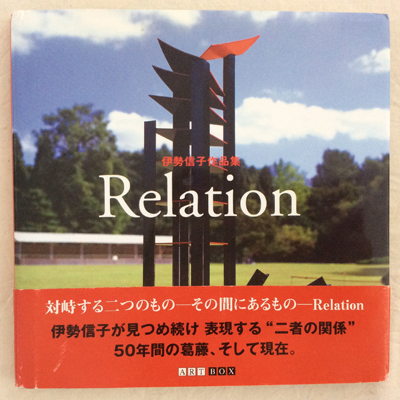 伊勢信子作品集
Relation
対峙する二つのもの—その間にあるもの—Relation
伊勢信子が見つめ続け 表現する“二者の関係”
50年間の葛藤、そして現在。
ART BOX